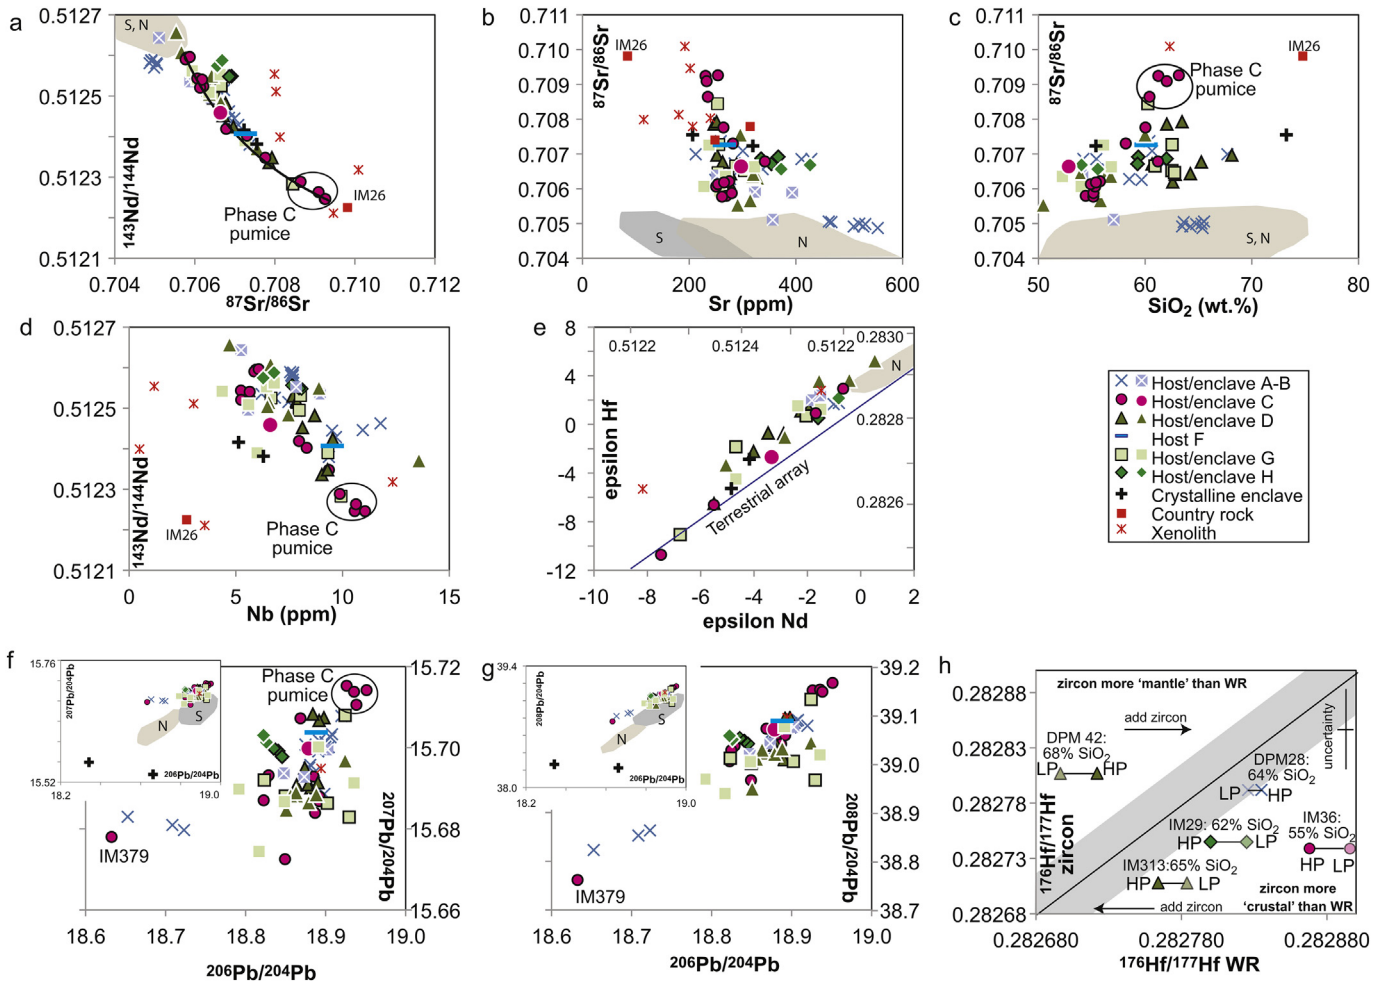 a
0.5127
0.5125
0.5123
0.5121
143Nd/144Nd
S, N
IM26
Phase C
pumice
0.704
0.706
0.708
0.710
0.712
87Sr/86Sr
b
0.711
0.710
0.709
0.708
0.707
0.706
0.705
0.704
87Sr/86Sr
IM26
S
N
0
200
400
600
Sr (ppm)
c
0.711
0.710
0.709
0.708
0.707
0.706
0.705
0.704
87Sr/86Sr
IM26
Phase C
pumice
S, N
50
60
70
80
SiO2 (wt.%)
d
0.5127
0.5125
0.5123
0.5121
143Nd/144Nd
IM26
Phase C
pumice
0
5
10
15
Nb (ppm)
e
8
4
0
-4
-8
-12
epsilon Hf
0.5122
0.5124
0.5122
0.2830
0.2828
0.2826
N
Terrestrial array
-10
-8
-6
-4
-2
0
2
epsilon Nd
Host/enclave A-B
Host/enclave C
Host/enclave D
Host F
Host/enclave G
Host/enclave H
Crystalline enclave
Country rock
Xenolith
f
15.76
15.52
207Pb/204Pb
N
S
206Pb/204Pb
18.2
19.0
Phase C
pumice
15.72
15.70
15.68
15.66
207Pb/204Pb
IM379
18.6
18.7
18.8
18.9
19.0
206Pb/204Pb
g
39.4
38.0
208Pb/204Pb
N
S
206Pb/204Pb
18.2
19.0
39.2
39.1
39.0
38.9
38.8
38.7
208Pb/204Pb
IM379
18.6
18.7
18.8
18.9
19.0
206Pb/204Pb
h
0.28288
0.28283
0.28278
0.28273
0.28268
176Hf/177Hf
zircon
zircon more 'mantle' than WR
add zircon
uncertainty
DPM 42:
68% SiO2
LP
HP
DPM28:
64% SiO2
LP
HP
IM29: 62% SiO2
HP
LP
IM36:
55% SiO2
HP
LP
IM313:65% SiO2
HP
LP
zircon more
'crustal' than WR
add zircon
0.282680
0.282780
0.282880
176Hf/177Hf WR